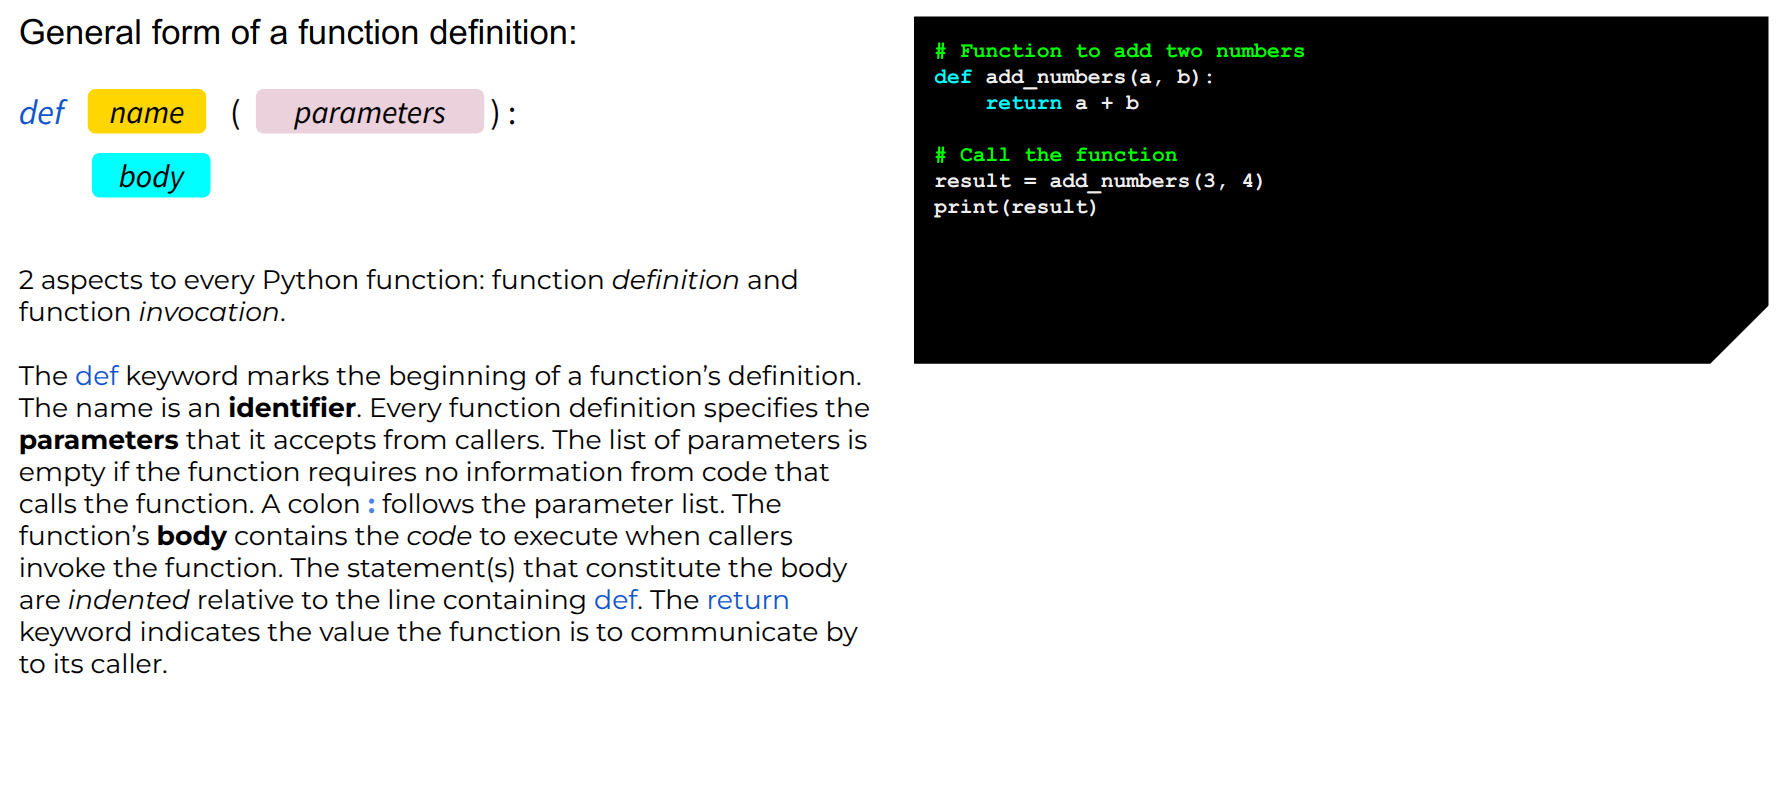 General form of a function definition:
def name ( parameters ) :
body
2 aspects to every Python function: function definition and
function invocation.
The def keyword marks the beginning of a function’s definition.
The name is an identifier. Every function definition specifies the
parameters that it accepts from callers. The list of parameters is
empty if the function requires no information from code that
calls the function. A colon : follows the parameter list. The
function’s body contains the code to execute when callers
invoke the function. The statement(s) that constitute the body
are indented relative to the line containing def. The return
keyword indicates the value the function is to communicate by
to its caller.
# Function to add two numbers
def add_numbers(a, b):
    return a + b
# Call the function
result = add_numbers(3, 4)
print(result)